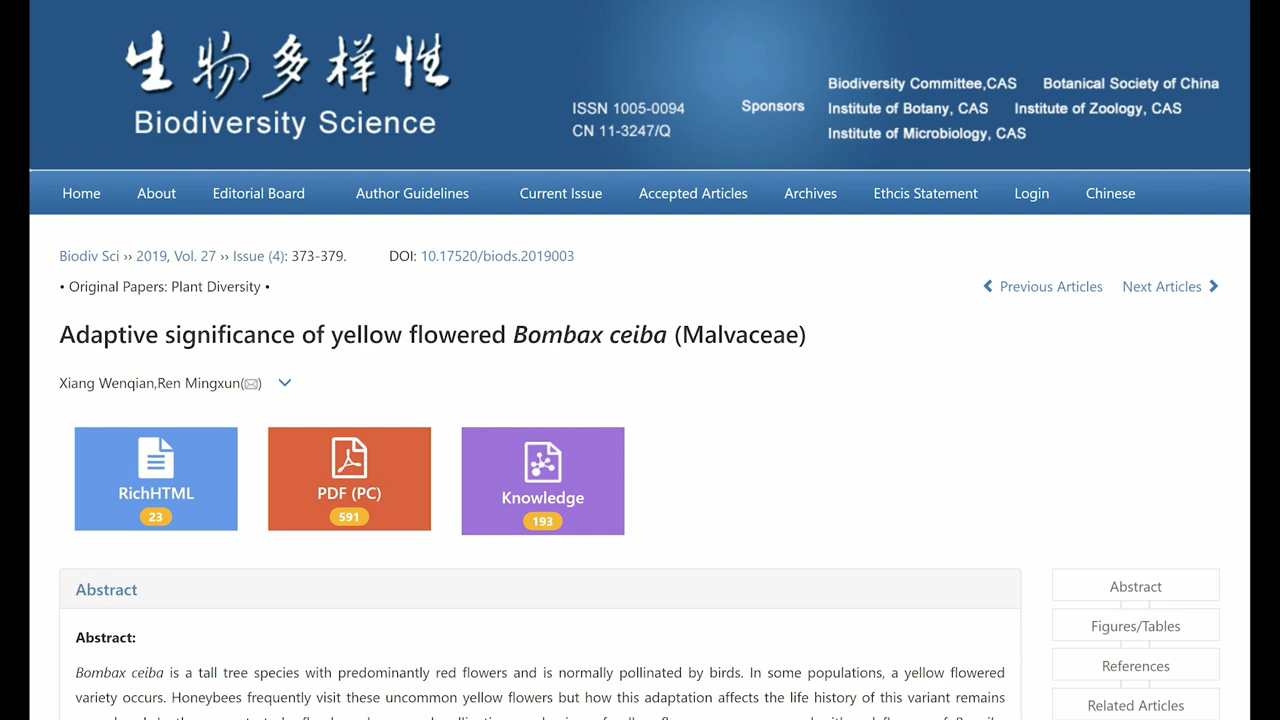 生物多样性
Biodiversity Science
ISSN 1005-0094
CN 11-3247/Q
Sponsors
Biodiversity Committee,CAS Botanical Society of China
Institute of Botany, CAS Institute of Zoology, CAS
Institute of Microbiology, CAS
Home About Editorial Board Author Guidelines Current Issue Accepted Articles Archives Ethcis Statement Login Chinese
Biodiv Sci ›› 2019, Vol. 27 ›› Issue (4): 373-379. DOI: 10.17520/biods.2019003
• Original Papers: Plant Diversity •
Previous Articles Next Articles
Adaptive significance of yellow flowered Bombax ceiba (Malvaceae)
Xiang Wenqian,Ren Mingxun(✉)
RichHTML
23
PDF (PC)
591
Knowledge
193
Abstract
Abstract:
Bombax ceiba is a tall tree species with predominantly red flowers and is normally pollinated by birds. In some populations, a yellow flowered
variety occurs. Honeybees frequently visit these uncommon yellow flowers but how this adaptation affects the life history of this variant remains
Abstract
Figures/Tables
References
Related Articles